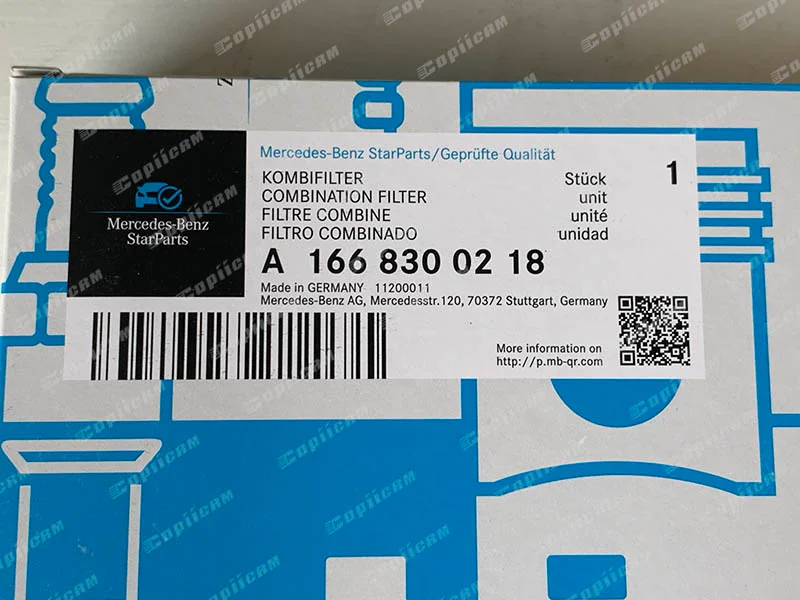 Mercedes-Benz StarParts/Geprüfte Qualität
KOMBIFILTER Stück 1
COMBINATION FILTER unit
FILTRE COMBINE unité
FILTRO COMBINADO unidad
A 166 830 02 18
Made in GERMANY 11200011
Mercedes-Benz AG, Mercedesstr.120, 70372 Stuttgart, Germany
Mercedes-Benz
StarParts
More information on
http://p.mb-qr.com
Copiicam